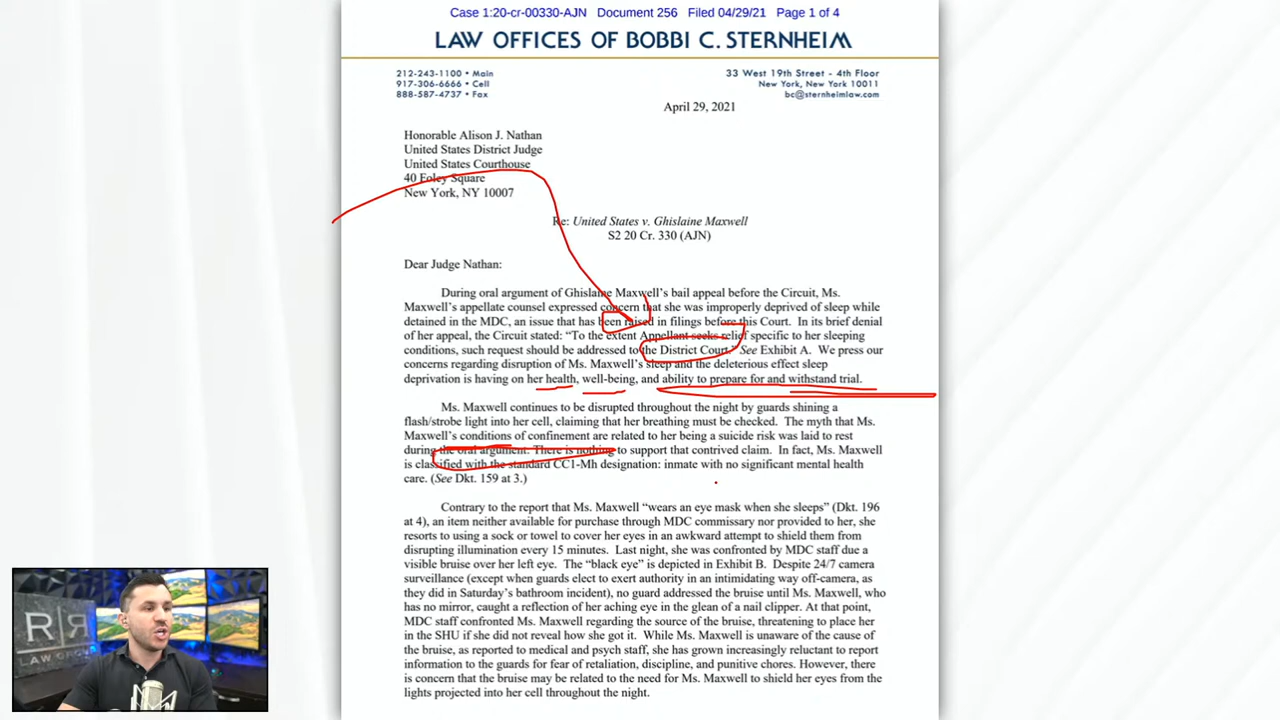 Case 1:20-cr-00330-AJN Document 256 Filed 04/29/21 Page 1 of 4
LAW OFFICES OF BOBBI C. STERNHEIM
212-243-1100 • Main
917-306-6666 • Cell
888-587-4737 • Fax
33 West 19th Street - 4th Floor
New York, New York 10011
bc@sternheimlaw.com
April 29, 2021
Honorable Alison J. Nathan
United States District Judge
United States Courthouse
40 Foley Square
New York, NY 10007
Re: United States v. Ghislaine Maxwell
S2 20 Cr. 330 (AJN)
Dear Judge Nathan:
During oral argument of Ghislaine Maxwell's bail appeal before the Circuit, Ms.
Maxwell's appellate counsel expressed concern that she was improperly deprived of sleep while
detained in the MDC, an issue that has been raised in filings before this Court. In its brief denial
of her appeal, the Circuit stated: "To the extent Appellant seeks relief specific to her sleeping
conditions, such request should be addressed to the District Court." See Exhibit A. We press our
concerns regarding disruption of Ms. Maxwell's sleep and the deleterious effect sleep
deprivation is having on her health, well-being, and ability to prepare for and withstand trial.
Ms. Maxwell continues to be disrupted throughout the night by guards shining a
flash/strobe light into her cell, claiming that her breathing must be checked. The myth that Ms.
Maxwell's conditions of confinement are related to her being a suicide risk was laid to rest
during the oral argument. There is nothing to support that contrived claim. In fact, Ms. Maxwell
is classified with the standard CC1-Mh designation: inmate with no significant mental health
care. (See Dkt. 159 at 3.)
Contrary to the report that Ms. Maxwell "wears an eye mask when she sleeps" (Dkt. 196
at 4), an item neither available for purchase through MDC commissary nor provided to her, she
resorts to using a sock or towel to cover her eyes in an awkward attempt to shield them from
disrupting illumination every 15 minutes. Last night, she was confronted by MDC staff due a
visible bruise over her left eye. The "black eye" is depicted in Exhibit B. Despite 24/7 camera
surveillance (except when guards elect to exert authority in an intimidating way off-camera, as
they did in Saturday's bathroom incident), no guard addressed the bruise until Ms. Maxwell, who
has no mirror, caught a reflection of her aching eye in the glean of a nail clipper. At that point,
MDC staff confronted Ms. Maxwell regarding the source of the bruise, threatening to place her
in the SHU if she did not reveal how she got it. While Ms. Maxwell is unaware of the cause of
the bruise, as reported to medical and psych staff, she has grown increasingly reluctant to report
information to the guards for fear of retaliation, discipline, and punitive chores. However, there
is concern that the bruise may be related to the need for Ms. Maxwell to shield her eyes from the
lights projected into her cell throughout the night.
R R
LAW GROUP